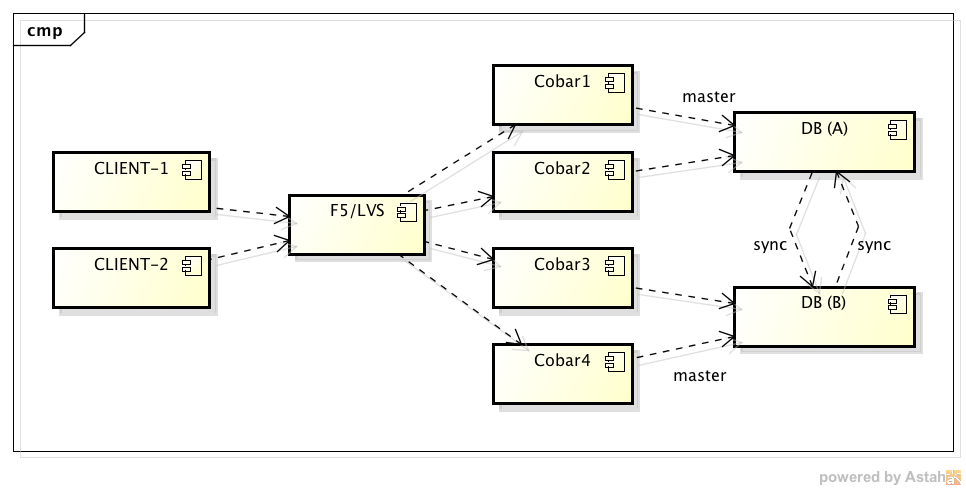 cmp
Cobar1
master
DB (A)
CLIENT-1
Cobar2
F5/LVS
sync
sync
CLIENT-2
Cobar3
DB (B)
Cobar4
master
powered by Astah